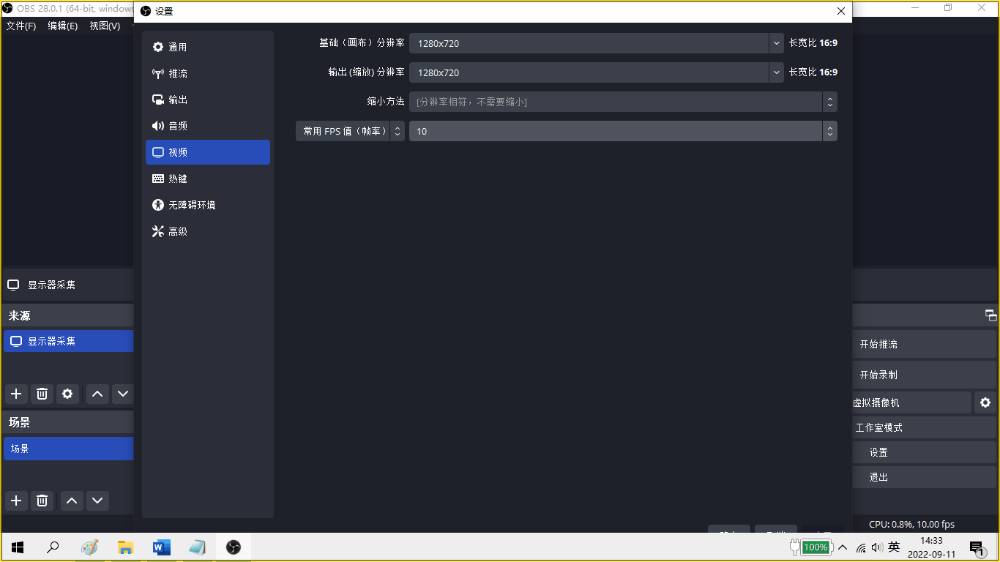 OBS 28.0.1 (64-bit, windows
设置
文件(F) 编辑(E) 视图(V)
通用
推流
输出
音频
视频
热键
无障碍环境
高级
基础（画布）分辨率 1280x720 长宽比 16:9
输出 (缩放) 分辨率 1280x720 长宽比 16:9
缩小方法 [分辨率相符，不需要缩小]
常用 FPS 值（帧率） 10
显示器采集
来源
显示器采集
场景
场景
开始推流
开始录制
虚拟摄像机
工作室模式
设置
退出
CPU: 0.8%, 10.00 fps
W
100%
英
14:33
2022-09-11
1